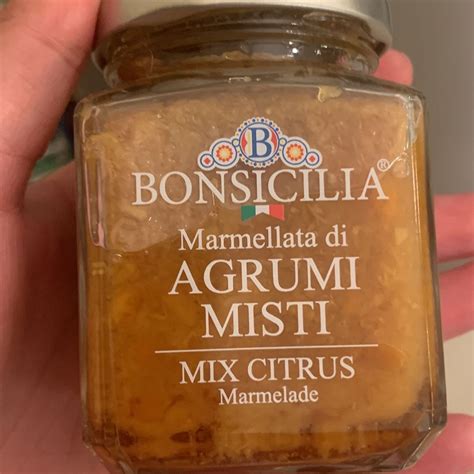 B
BONSICILIA®
Marmellata di
AGRUMI
MISTI
MIX CITRUS
Marmelade